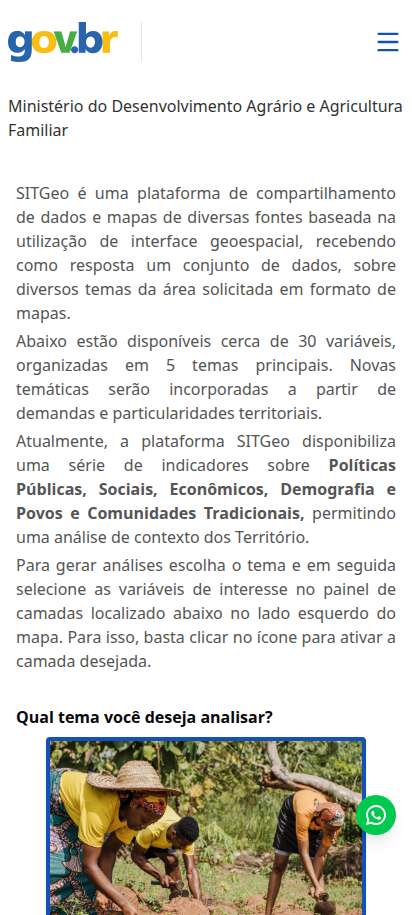 gov.br
Ministério do Desenvolvimento Agrário e Agricultura
Familiar
SITGeo é uma plataforma de compartilhamento
de dados e mapas de diversas fontes baseada na
utilização de interface geoespacial, recebendo
como resposta um conjunto de dados, sobre
diversos temas da área solicitada em formato de
mapas.
Abaixo estão disponíveis cerca de 30 variáveis,
organizadas em 5 temas principais. Novas
temáticas serão incorporadas a partir de
demandas e particularidades territoriais.
Atualmente, a plataforma SITGeo disponibiliza
uma série de indicadores sobre Políticas
Públicas, Sociais, Econômicos, Demografia e
Povos e Comunidades Tradicionais, permitindo
uma análise de contexto dos Território.
Para gerar análises escolha o tema e em seguida
selecione as variáveis de interesse no painel de
camadas localizado abaixo no lado esquerdo do
mapa. Para isso, basta clicar no ícone para ativar a
camada desejada.
Qual tema você deseja analisar?